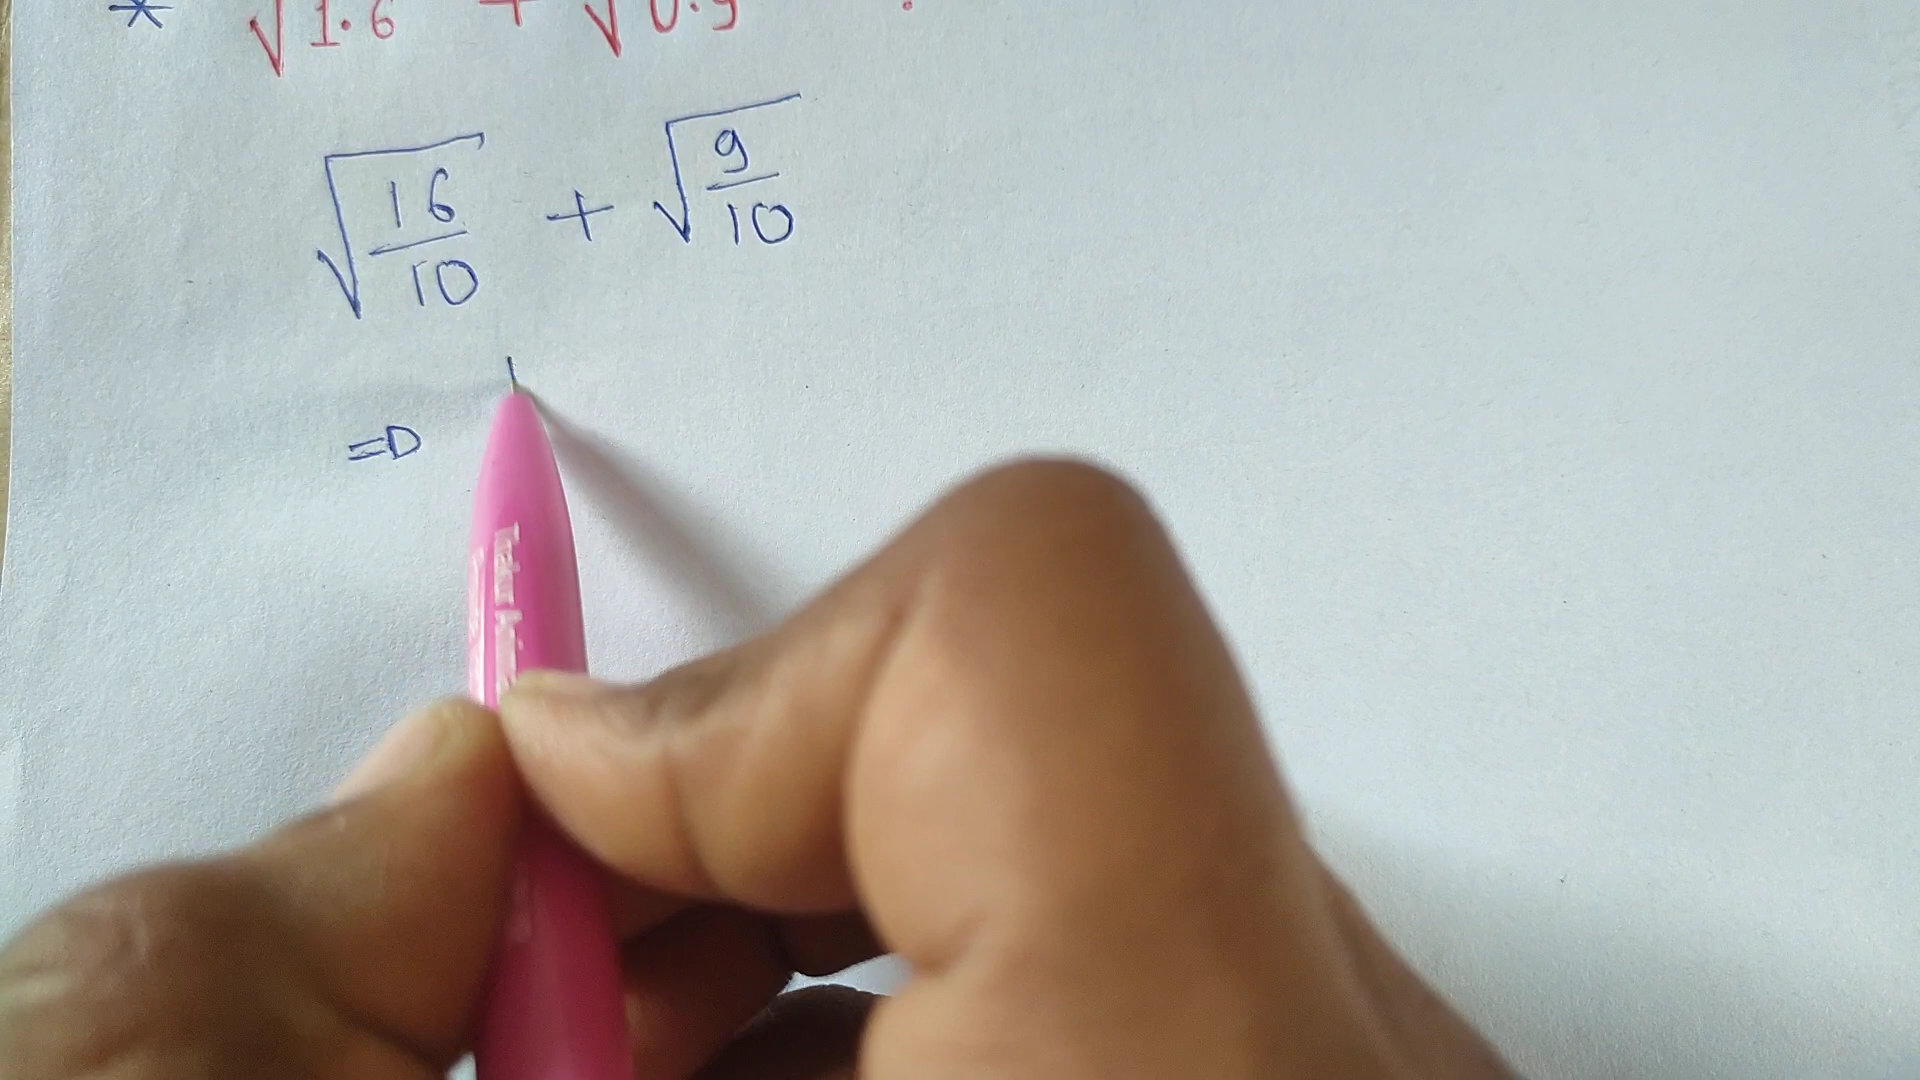 * √1.6 + √0.9
√(16/10) + √(9/10)
=D